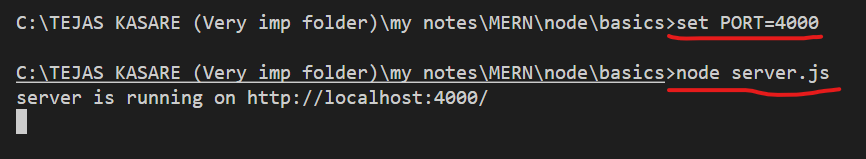 C:\TEJAS KASARE (Very imp folder)\my notes\MERN\node\basics>set PORT=4000
C:\TEJAS KASARE (Very imp folder)\my notes\MERN\node\basics>node server.js
server is running on http://localhost:4000/